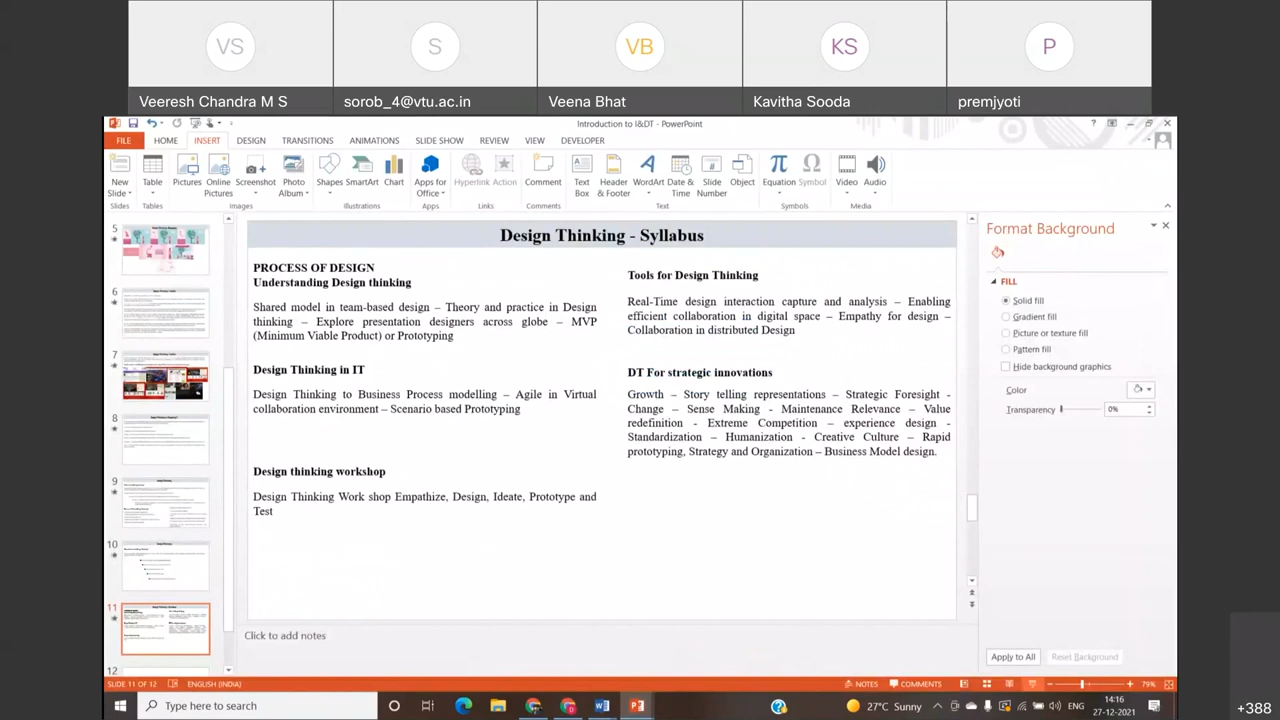 VS
S
VB
KS
P
Veeresh Chandra M S
sorob_4@vtu.ac.in
Veena Bhat
Kavitha Sooda
premjyoti
Introduction to I&DT - PowerPoint
FILE HOME INSERT DESIGN TRANSITIONS ANIMATIONS SLIDE SHOW REVIEW VIEW DEVELOPER
New Slide
Table
Pictures
Online Pictures
Screenshot
Photo Album
Shapes
SmartArt
Chart
Apps for Office
Hyperlink
Action
Comment
Text Box
Header & Footer
WordArt
Date & Time
Slide Number
Object
Equation
Symbol
Video
Audio
Slides Tables Images Illustrations Apps Links Comments Text Symbols Media
5
6
7
8
9
10
11
12
Design Thinking - Syllabus
PROCESS OF DESIGN
Understanding Design thinking
Shared model in team-based design – Theory and practice in Design
thinking – Explore presentation designers across globe – MVP
(Minimum Viable Product) or Prototyping
Design Thinking in IT
Design Thinking to Business Process modelling – Agile in Virtual
collaboration environment – Scenario based Prototyping
Design thinking workshop
Design Thinking Work shop Empathize, Design, Ideate, Prototype and
Test
Tools for Design Thinking
Real-Time design interaction capture and analysis – Enabling
efficient collaboration in digital space – Empathy for design –
Collaboration in distributed Design
DT For strategic innovations
Growth – Story telling representations – Strategic Foresight -
Change – Sense Making - Maintenance Relevance – Value
redefinition - Extreme Competition – experience design -
Standardization – Humanization - Creative Culture – Rapid
prototyping, Strategy and Organization – Business Model design.
Click to add notes
Format Background
FILL
Solid fill
Gradient fill
Picture or texture fill
Pattern fill
Hide background graphics
Color
Transparency 0%
Apply to All Reset Background
SLIDE 11 OF 12 ENGLISH (INDIA) NOTES COMMENTS 79%
Type here to search
27°C Sunny
ENG
14:16
27-12-2021
+388